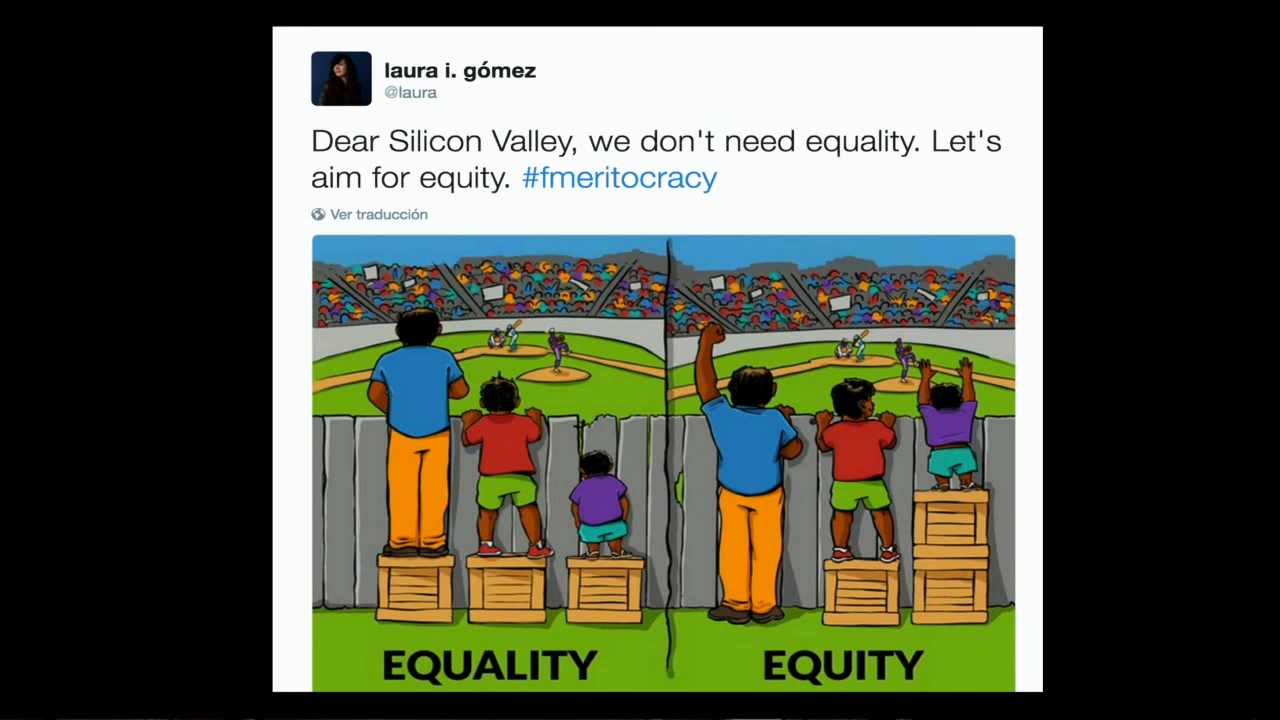 laura i. gómez
@laura
Dear Silicon Valley, we don't need equality. Let's
aim for equity. #fmeritocracy
Ver traducción
EQUALITY
EQUITY